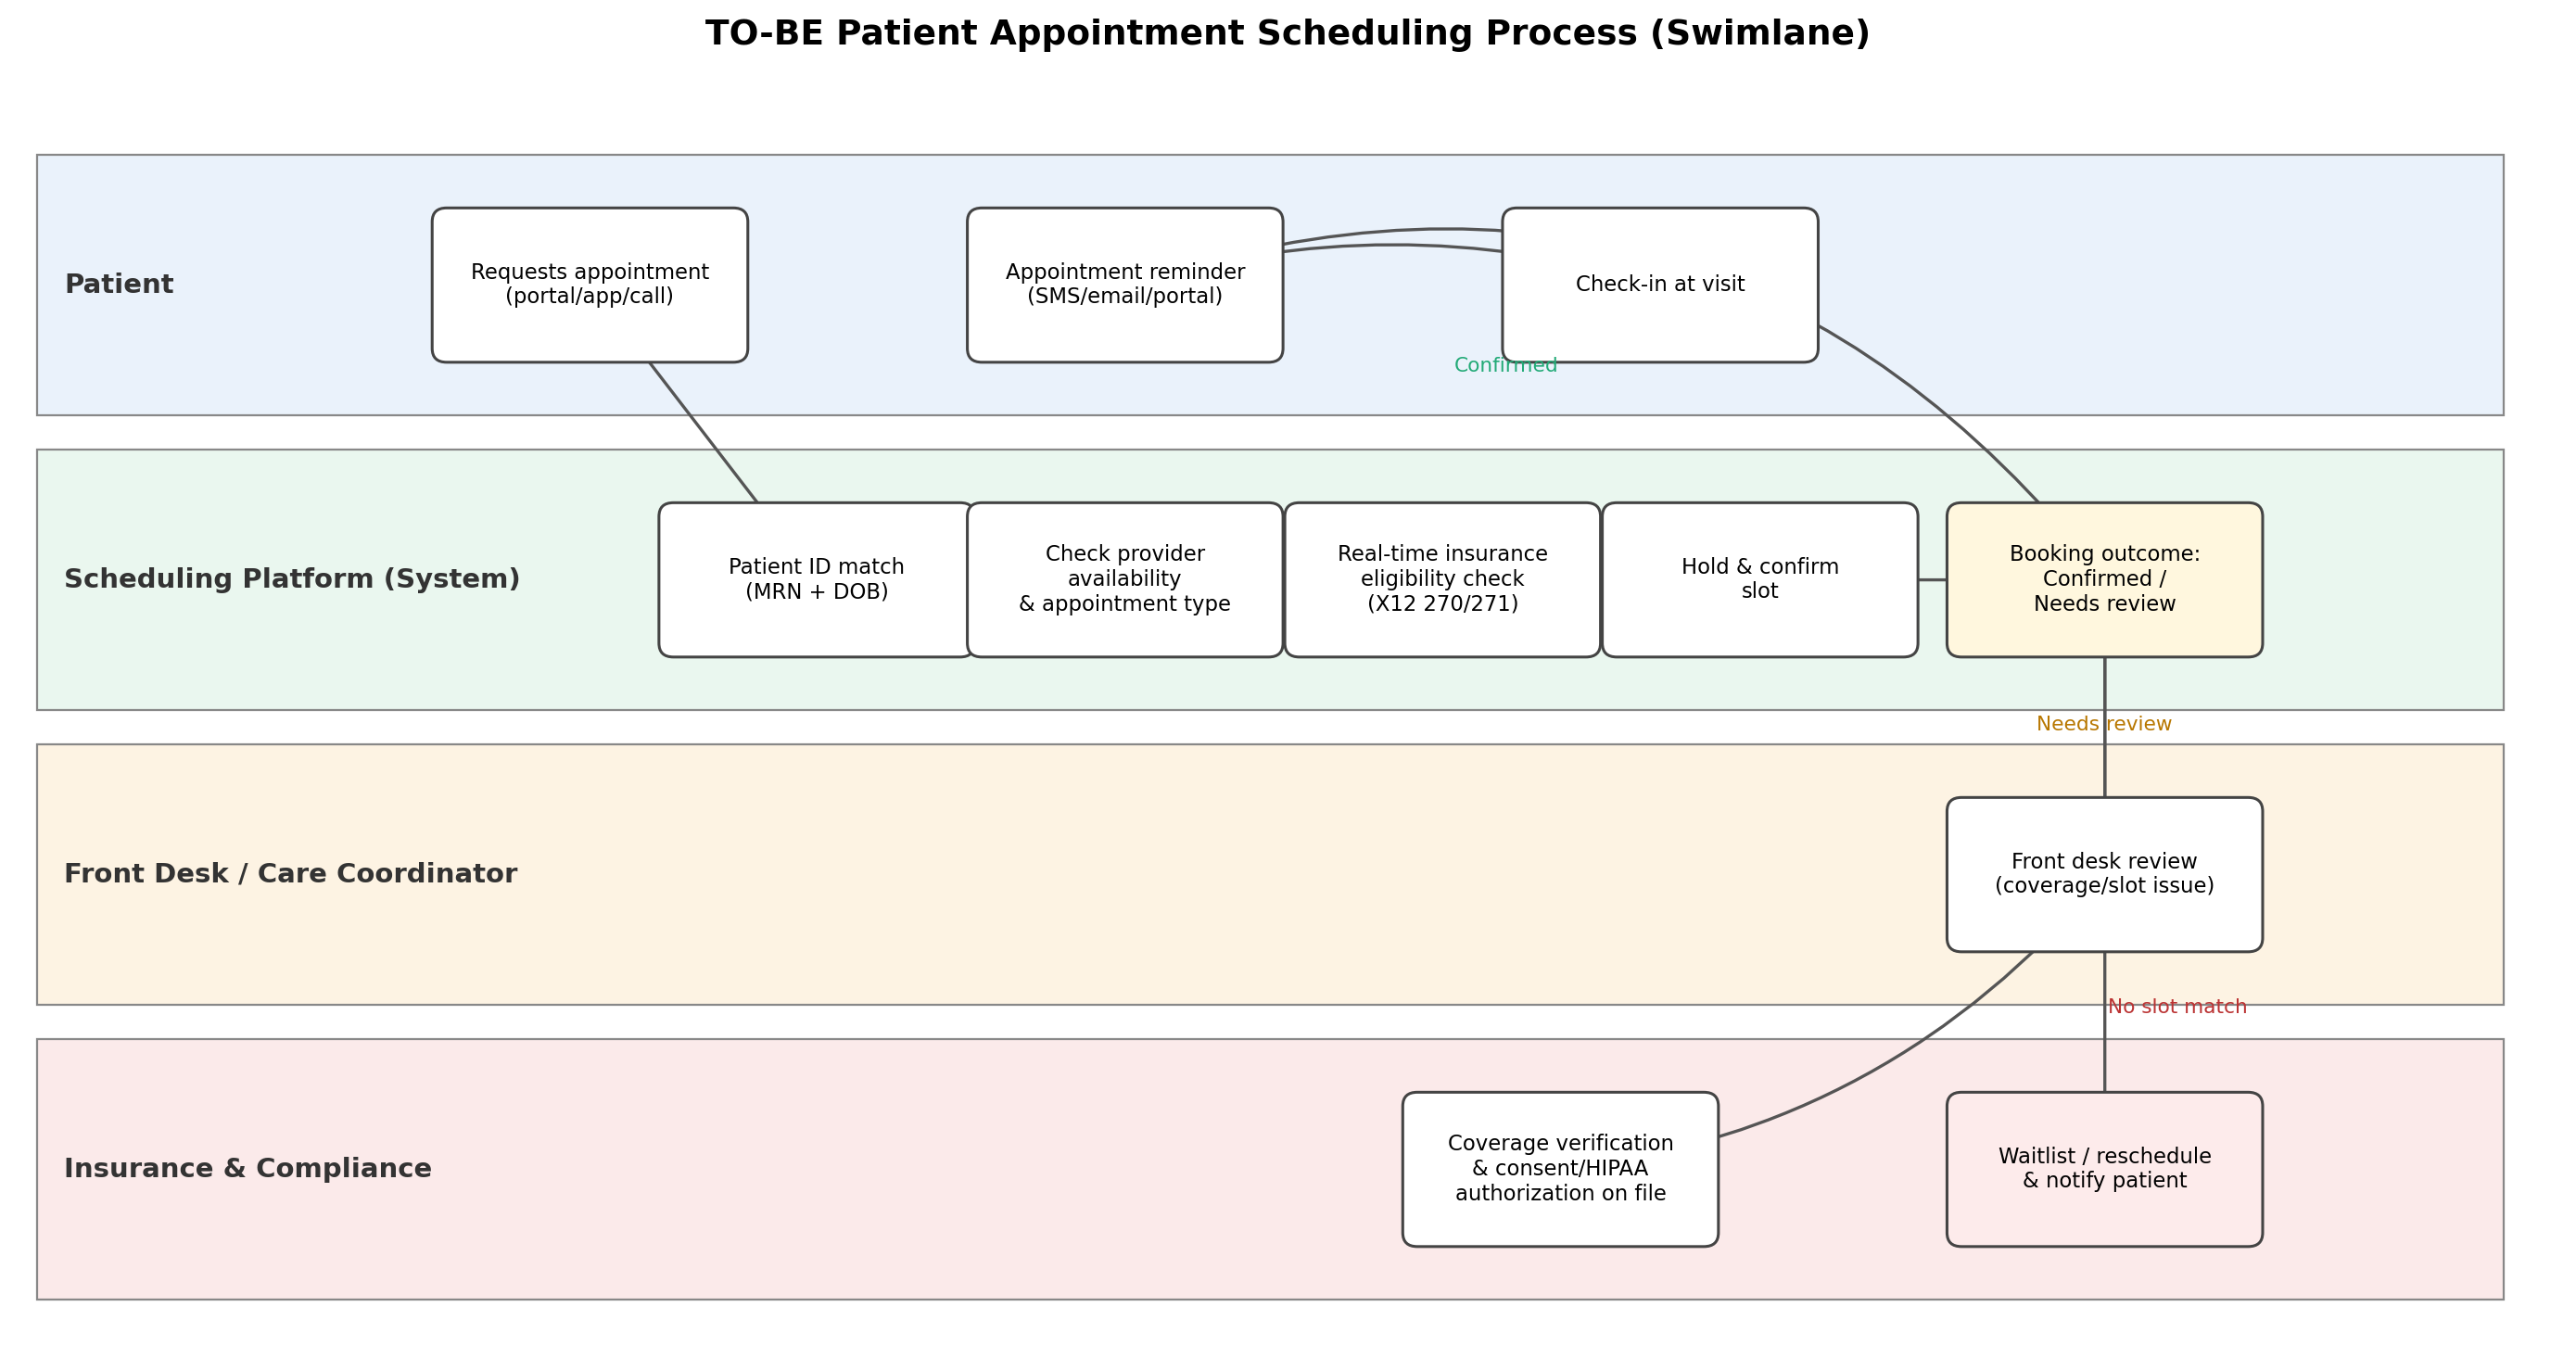 TO-BE Patient Appointment Scheduling Process (Swimlane)
Patient
Requests appointment
(portal/app/call)
Appointment reminder
(SMS/email/portal)
Check-in at visit
Confirmed
Scheduling Platform (System)
Patient ID match
(MRN + DOB)
Check provider
availability
& appointment type
Real-time insurance
eligibility check
(X12 270/271)
Hold & confirm
slot
Booking outcome:
Confirmed /
Needs review
Needs review
Front Desk / Care Coordinator
Front desk review
(coverage/slot issue)
No slot match
Insurance & Compliance
Coverage verification
& consent/HIPAA
authorization on file
Waitlist / reschedule
& notify patient